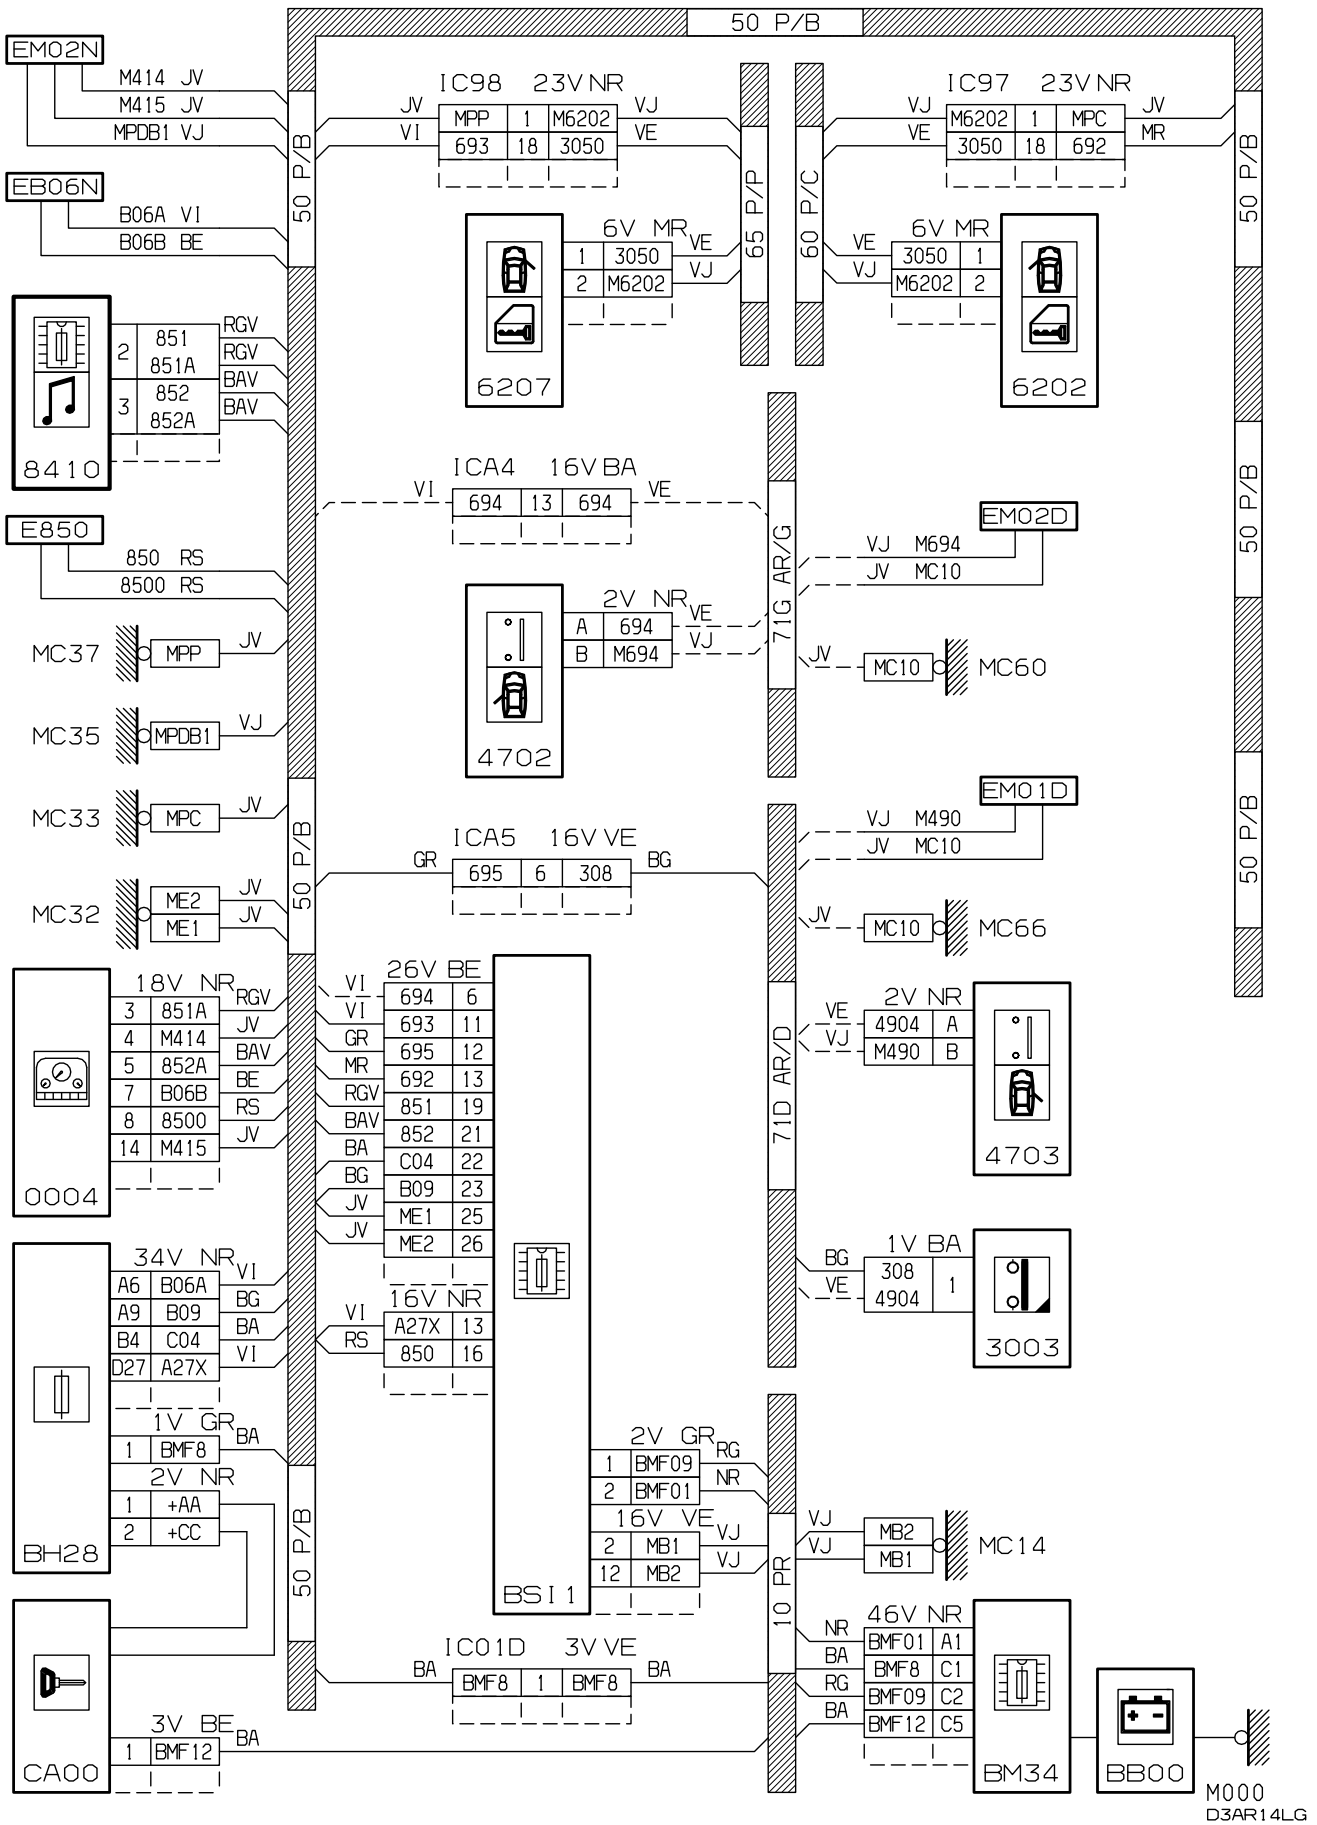 50 P/B
EM02N
M414 JV
M415 JV
MPDB1 VJ
EB06N
B06A VI
B06B BE
50 P/B
IC98 23V NR
JV MPP 1 M6202 VJ
VI 693 18 3050 VE
65 P/P
60 P/C
IC97 23V NR
VJ M6202 1 MPC JV
VE 3050 18 692 MR
50 P/B
6V MR
1 3050 VE
2 M6202 VJ
6207
6V MR
VE 3050 1
VJ M6202 2
6202
8410
2 851 RGV
851A RGV
3 852 BAV
852A BAV
ICA4 16V BA
VI 694 13 694 VE
50 P/B
E850
850 RS
8500 RS
71G AR/G
EM02D
VJ M694
JV MC10
2V NR
A 694 VE
B M694 VJ
4702
MC37 MPP JV
JV MC10 MC60
MC35 MPDB1 VJ
MC33 MPC JV
EM01D
VJ M490
JV MC10
50 P/B
50 P/B
ICA5 16V VE
GR 695 6 308 BG
MC32
ME2 JV
ME1 JV
JV MC10 MC66
18V NR
3 851A RGV
4 M414 JV
5 852A BAV
7 B06B BE
8 8500 RS
14 M415 JV
0004
26V BE
VI 694 6
VI 693 11
GR 695 12
MR 692 13
RGV 851 19
BAV 852 21
BA C04 22
BG B09 23
JV ME1 25
JV ME2 26
16V NR
VI A27X 13
RS 850 16
71D AR/D
2V NR
VE 4904 A
VJ M490 B
4703
1V BA
BG 308 1
VE 4904
3003
34V NR
A6 B06A VI
A9 B09 BG
B4 C04 BA
D27 A27X VI
1V GR
1 BMF8 BA
2V NR
1 +AA
2 +CC
BH28
50 P/B
2V GR
1 BMF09 RG
2 BMF01 NR
16V VE
2 MB1 VJ
12 MB2 VJ
BSI1
10 PR
VJ MB2
VJ MB1
MC14
IC01D 3V VE
BA BMF8 1 BMF8 BA
46V NR
NR BMF01 A1
BA BMF8 C1
RG BMF09 C2
BA BMF12 C5
BM34
+ -
BB00
3V BE
1 BMF12 BA
CA00
M000
D3AR14LG